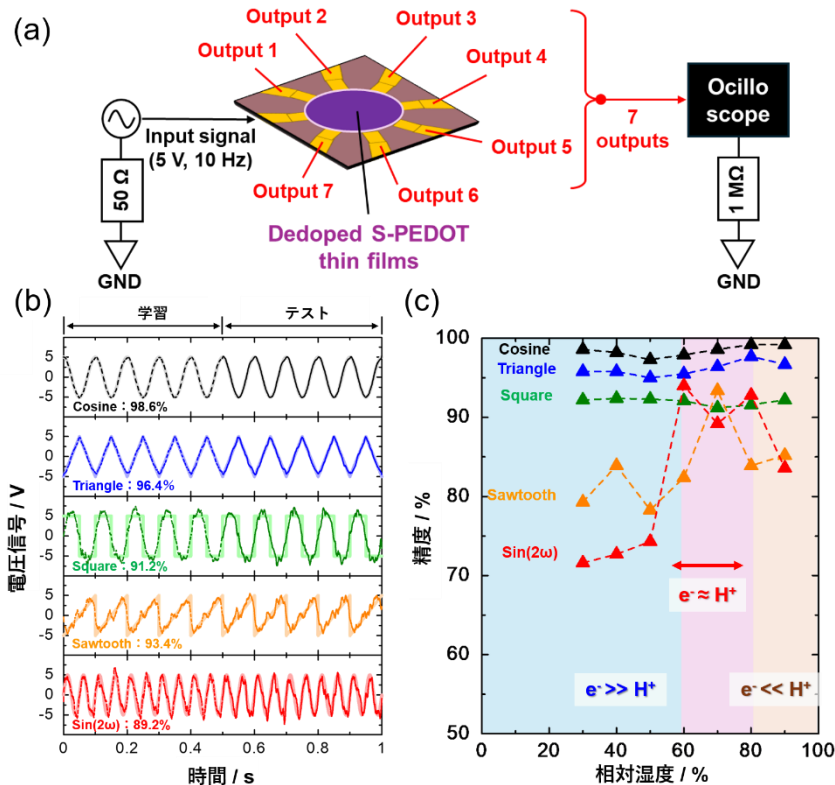 (a)
Output 1
Output 2
Output 3
Output 4
Output 5
Output 6
Output 7
Input signal
(5 V, 10 Hz)
50 Ω
GND
Dedoped S-PEDOT
thin films
7
outputs
Ocillo
scope
1 MΩ
GND
(b)
学習
テスト
電圧信号 / V
5
0
-5
Cosine：98.6%
5
0
-5
Triangle：96.4%
5
0
-5
Square：91.2%
5
0
-5
Sawtooth：93.4%
5
0
-5
Sin(2ω)：89.2%
0 0.2 0.4 0.6 0.8 1
時間 / s
(c)
精度 / %
100
90
80
70
60
50
Cosine
Triangle
Square
Sawtooth
Sin(2ω)
e⁻ ≈ H⁺
e⁻ >> H⁺
e⁻ << H⁺
0 20 40 60 80 100
相対湿度 / %